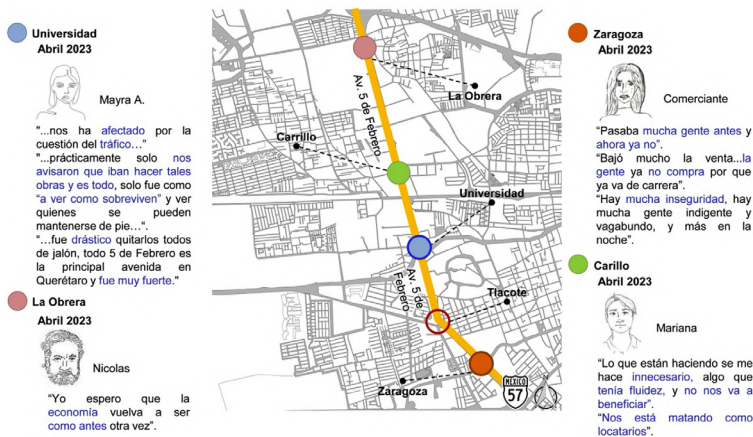 Universidad
Abril 2023
Mayra A.
"...nos ha afectado por la
cuestión del tráfico…"
"...prácticamente solo nos
avisaron que iban hacer tales
obras y es todo, solo fue como
“a ver como sobreviven” y ver
quienes se pueden
mantenerse de pie…".
“…fue drástico quitarlos todos
de jalón, todo 5 de Febrero es
la principal avenida en
Querétaro y fue muy fuerte."
La Obrera
Abril 2023
Nicolas
“Yo espero que la
economía vuelva a ser
como antes otra vez”.
Av. 5 de Febrero
La Obrera
Carrillo
Universidad
Av. 5 de
Febrero
Tlacote
Zaragoza
MEXICO
57
Zaragoza
Abril 2023
Comerciante
“Pasaba mucha gente antes y
ahora ya no”.
“Bajó mucho la venta...la
gente ya no compra por que
ya va de carrera”.
“Hay mucha inseguridad, hay
mucha gente indigente y
vagabundo, y más en la
noche”.
Carillo
Abril 2023
Mariana
“Lo que están haciendo se me
hace innecesario, algo que
tenía fluidez, y no nos va a
beneficiar”.
“Nos está matando como
locatarios”.